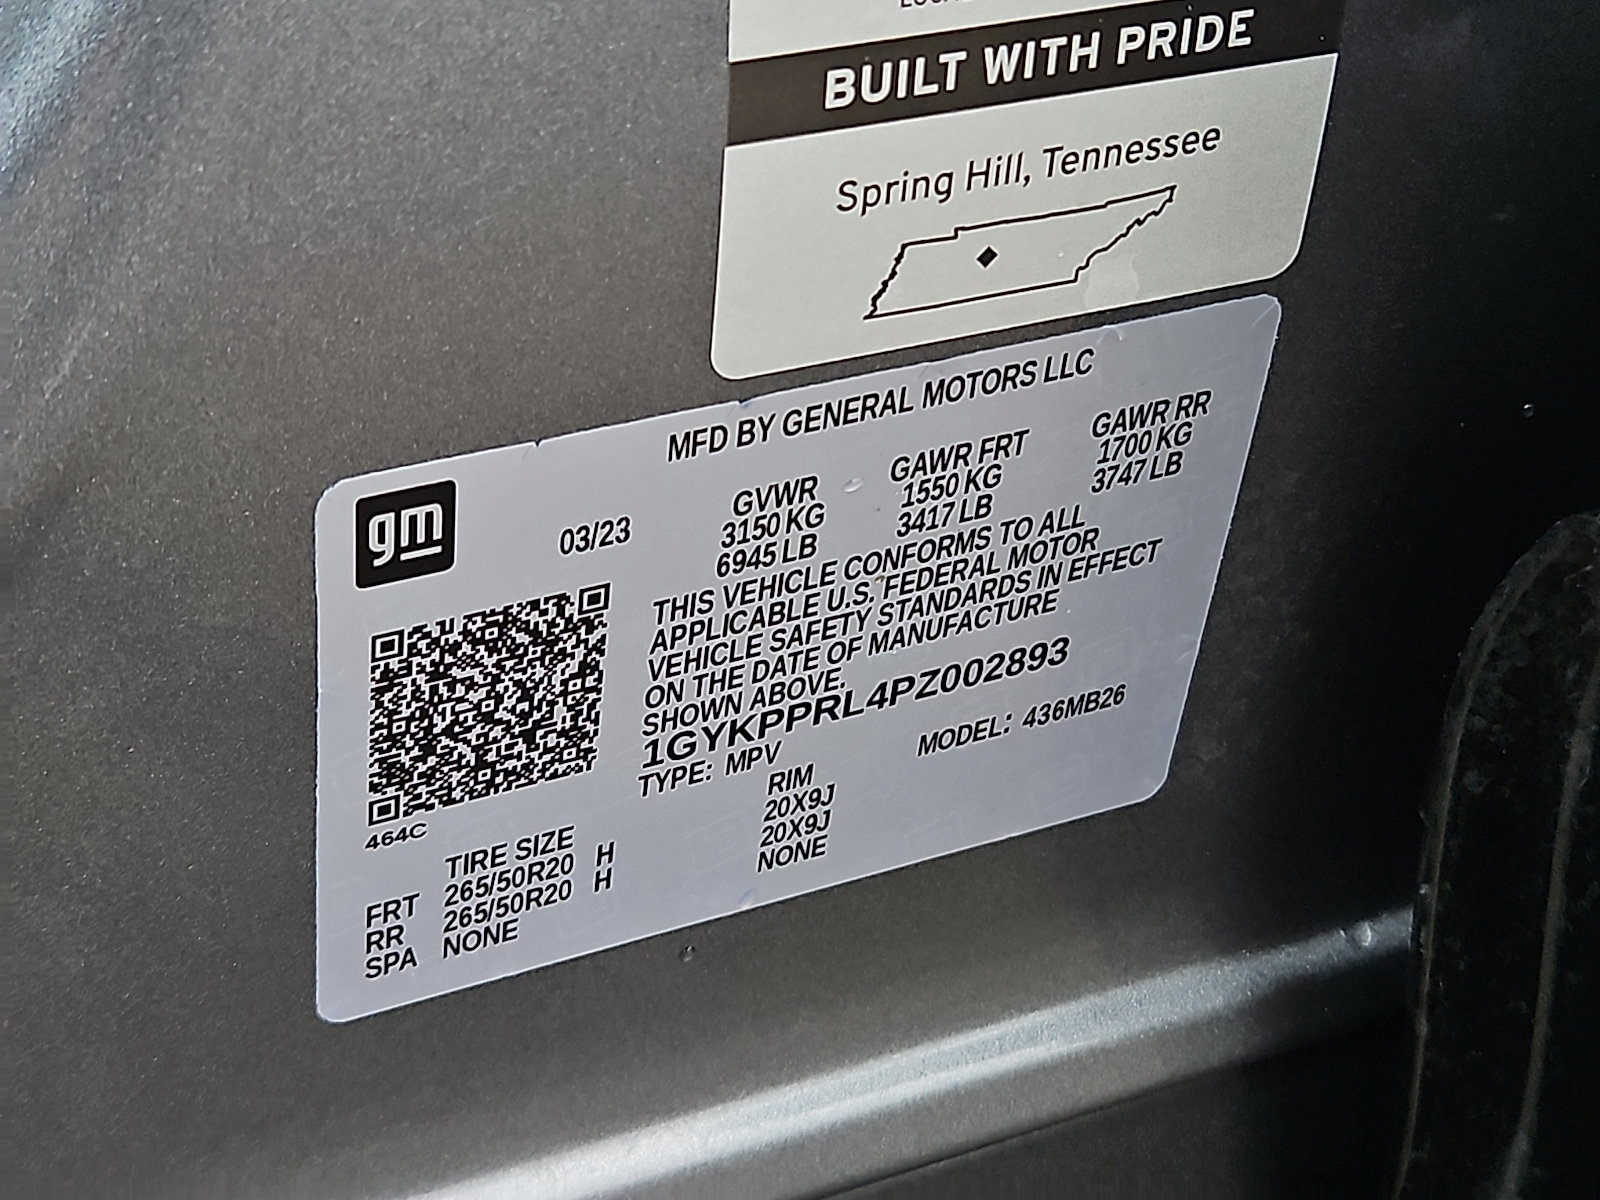 BUILT WITH PRIDE
Spring Hill, Tennessee
MFD BY GENERAL MOTORS LLC
gm
03/23
GVWR GAWR FRT GAWR RR
3150 KG 1550 KG 1700 KG
6945 LB 3417 LB 3747 LB
THIS VEHICLE CONFORMS TO ALL
APPLICABLE U.S. FEDERAL MOTOR
VEHICLE SAFETY STANDARDS IN EFFECT
ON THE DATE OF MANUFACTURE
SHOWN ABOVE.
1GYKPPRL4PZ002893
TYPE: MPV MODEL: 436MB26
464C
TIRE SIZE RIM
FRT 265/50R20 H 20X9J
RR 265/50R20 H 20X9J
SPA NONE NONE